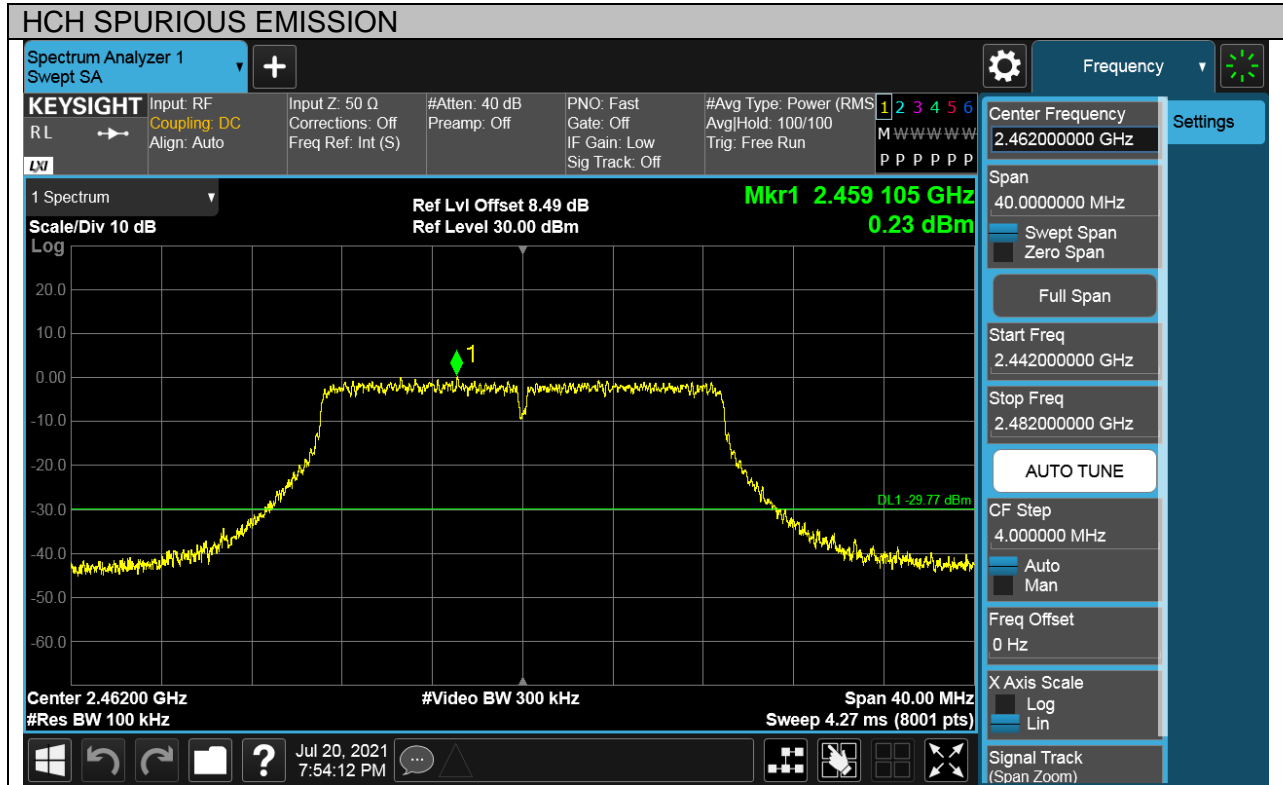 HCH SPURIOUS EMISSION
Spectrum Analyzer 1
Swept SA
Frequency
KEYSIGHT
R L
LXI
Input: RF
Coupling: DC
Align: Auto
Input Z: 50 Ω
Corrections: Off
Freq Ref: Int (S)
#Atten: 40 dB
Preamp: Off
PNO: Fast
Gate: Off
IF Gain: Low
Sig Track: Off
#Avg Type: Power (RMS
Avg|Hold: 100/100
Trig: Free Run
1 2 3 4 5 6
M W W W W W
P P P P P P
1 Spectrum
Scale/Div 10 dB
Ref Lvl Offset 8.49 dB
Ref Level 30.00 dBm
Mkr1 2.459 105 GHz
0.23 dBm
Log
20.0
10.0
0.00
-10.0
-20.0
-30.0
-40.0
-50.0
-60.0
1
DL1 -29.77 dBm
Center 2.46200 GHz
#Res BW 100 kHz
#Video BW 300 kHz
Span 40.00 MHz
Sweep 4.27 ms (8001 pts)
Jul 20, 2021
7:54:12 PM
Center Frequency
2.462000000 GHz
Settings
Span
40.0000000 MHz
Swept Span
Zero Span
Full Span
Start Freq
2.442000000 GHz
Stop Freq
2.482000000 GHz
AUTO TUNE
CF Step
4.000000 MHz
Auto
Man
Freq Offset
0 Hz
X Axis Scale
Log
Lin
Signal Track
(Span Zoom)